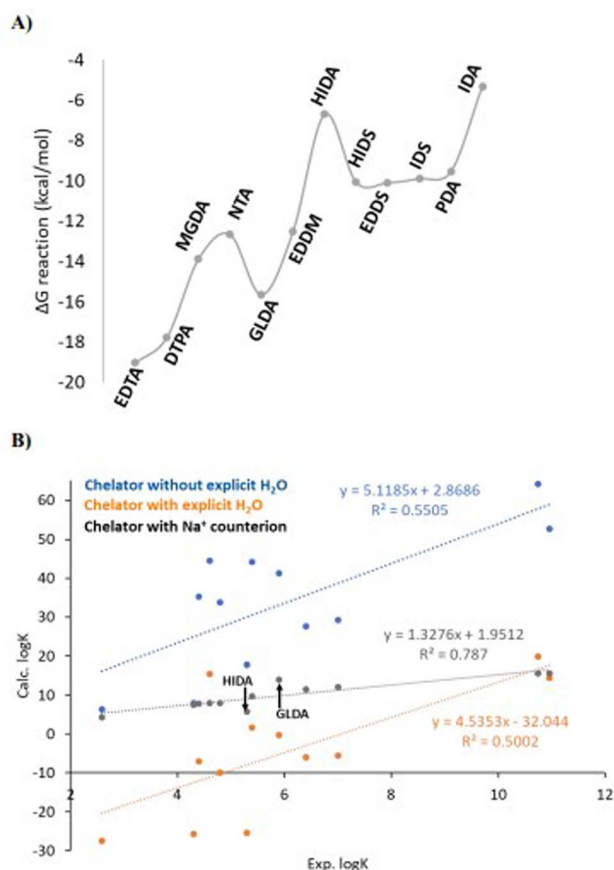 A)
ΔG reaction (kcal/mol)
-4
-6
-8
-10
-12
-14
-16
-18
-20
EDTA
DTPA
MGDA
NTA
GLDA
EDDM
HIDA
HIDS
EDDS
IDS
PDA
IDA
B)
Chelator without explicit H₂O
Chelator with explicit H₂O
Chelator with Na⁺ counterion
y = 5.1185x + 2.8686
R² = 0.5505
y = 1.3276x + 1.9512
R² = 0.787
y = 4.5353x - 32.044
R² = 0.5002
HIDA
GLDA
Calc. logK
60
50
40
30
20
10
0
-10
-20
-30
2
4
6
8
10
12
Exp. logK